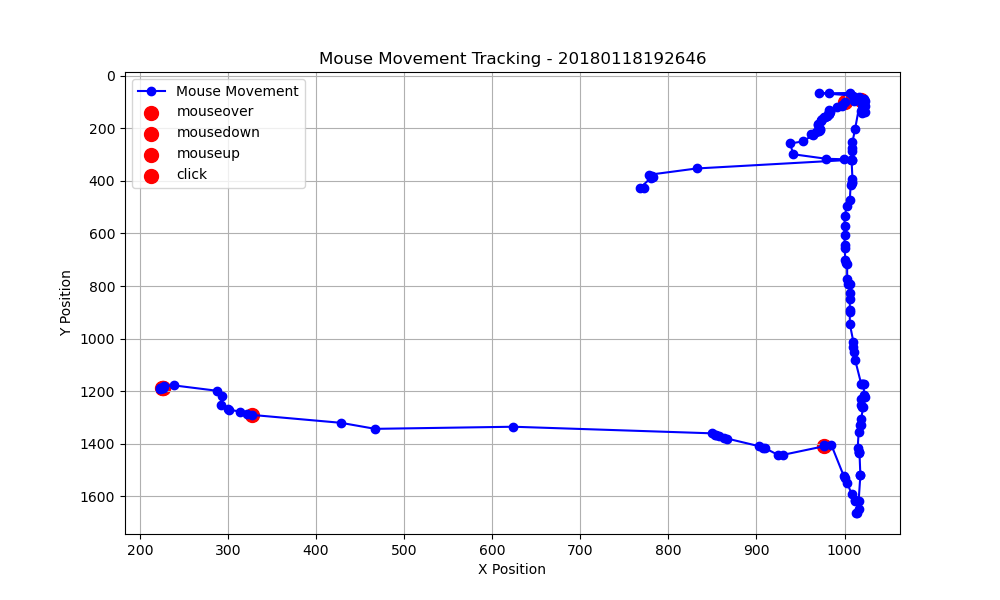 Mouse Movement Tracking - 20180118192646
Mouse Movement
mouseover
mousedown
mouseup
click
Y Position
0
200
400
600
800
1000
1200
1400
1600
200 300 400 500 600 700 800 900 1000
X Position